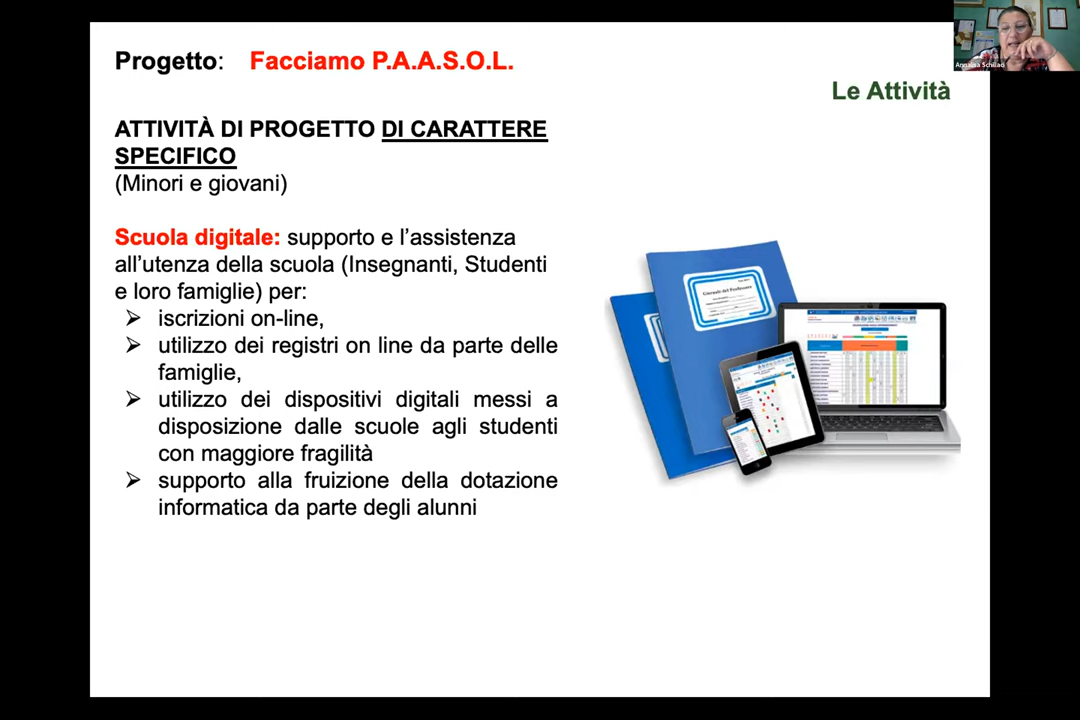 Progetto: Facciamo P.A.A.S.O.L.
Le Attività
ATTIVITÀ DI PROGETTO DI CARATTERE
SPECIFICO
(Minori e giovani)
Scuola digitale: supporto e l’assistenza
all’utenza della scuola (Insegnanti, Studenti
e loro famiglie) per:
➢ iscrizioni on-line,
➢ utilizzo dei registri on line da parte delle
famiglie,
➢ utilizzo dei dispositivi digitali messi a
disposizione dalle scuole agli studenti
con maggiore fragilità
➢ supporto alla fruizione della dotazione
informatica da parte degli alunni
Giornale del Professore